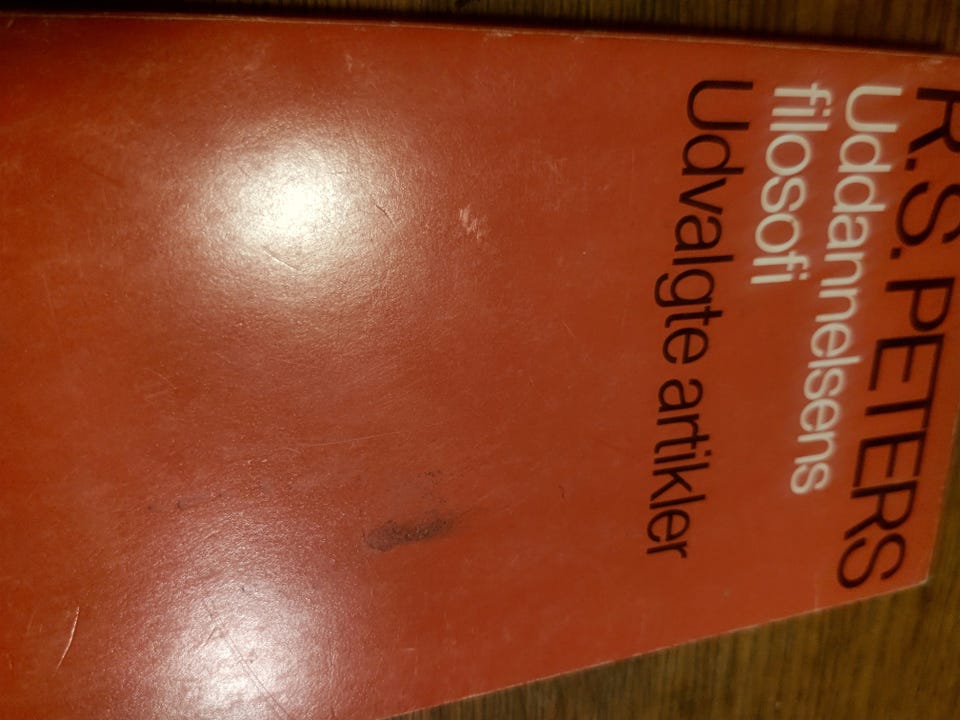 R.S. PETERS
Uddannelsens
filosofi
Udvalgte artikler